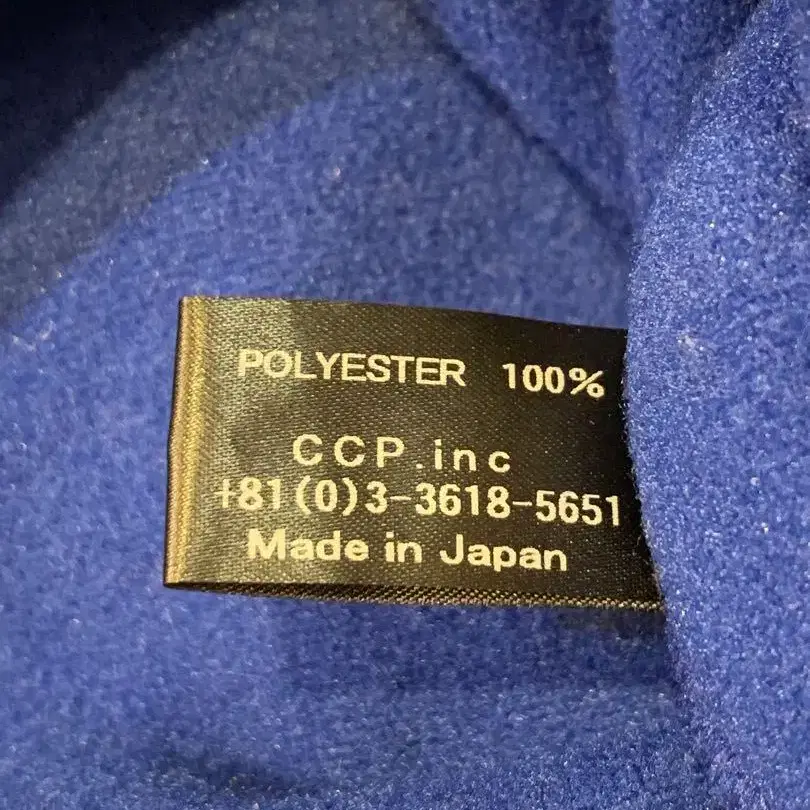 POLYESTER 100%
CCP.inc
+81(0)3-3618-5651
Made in Japan